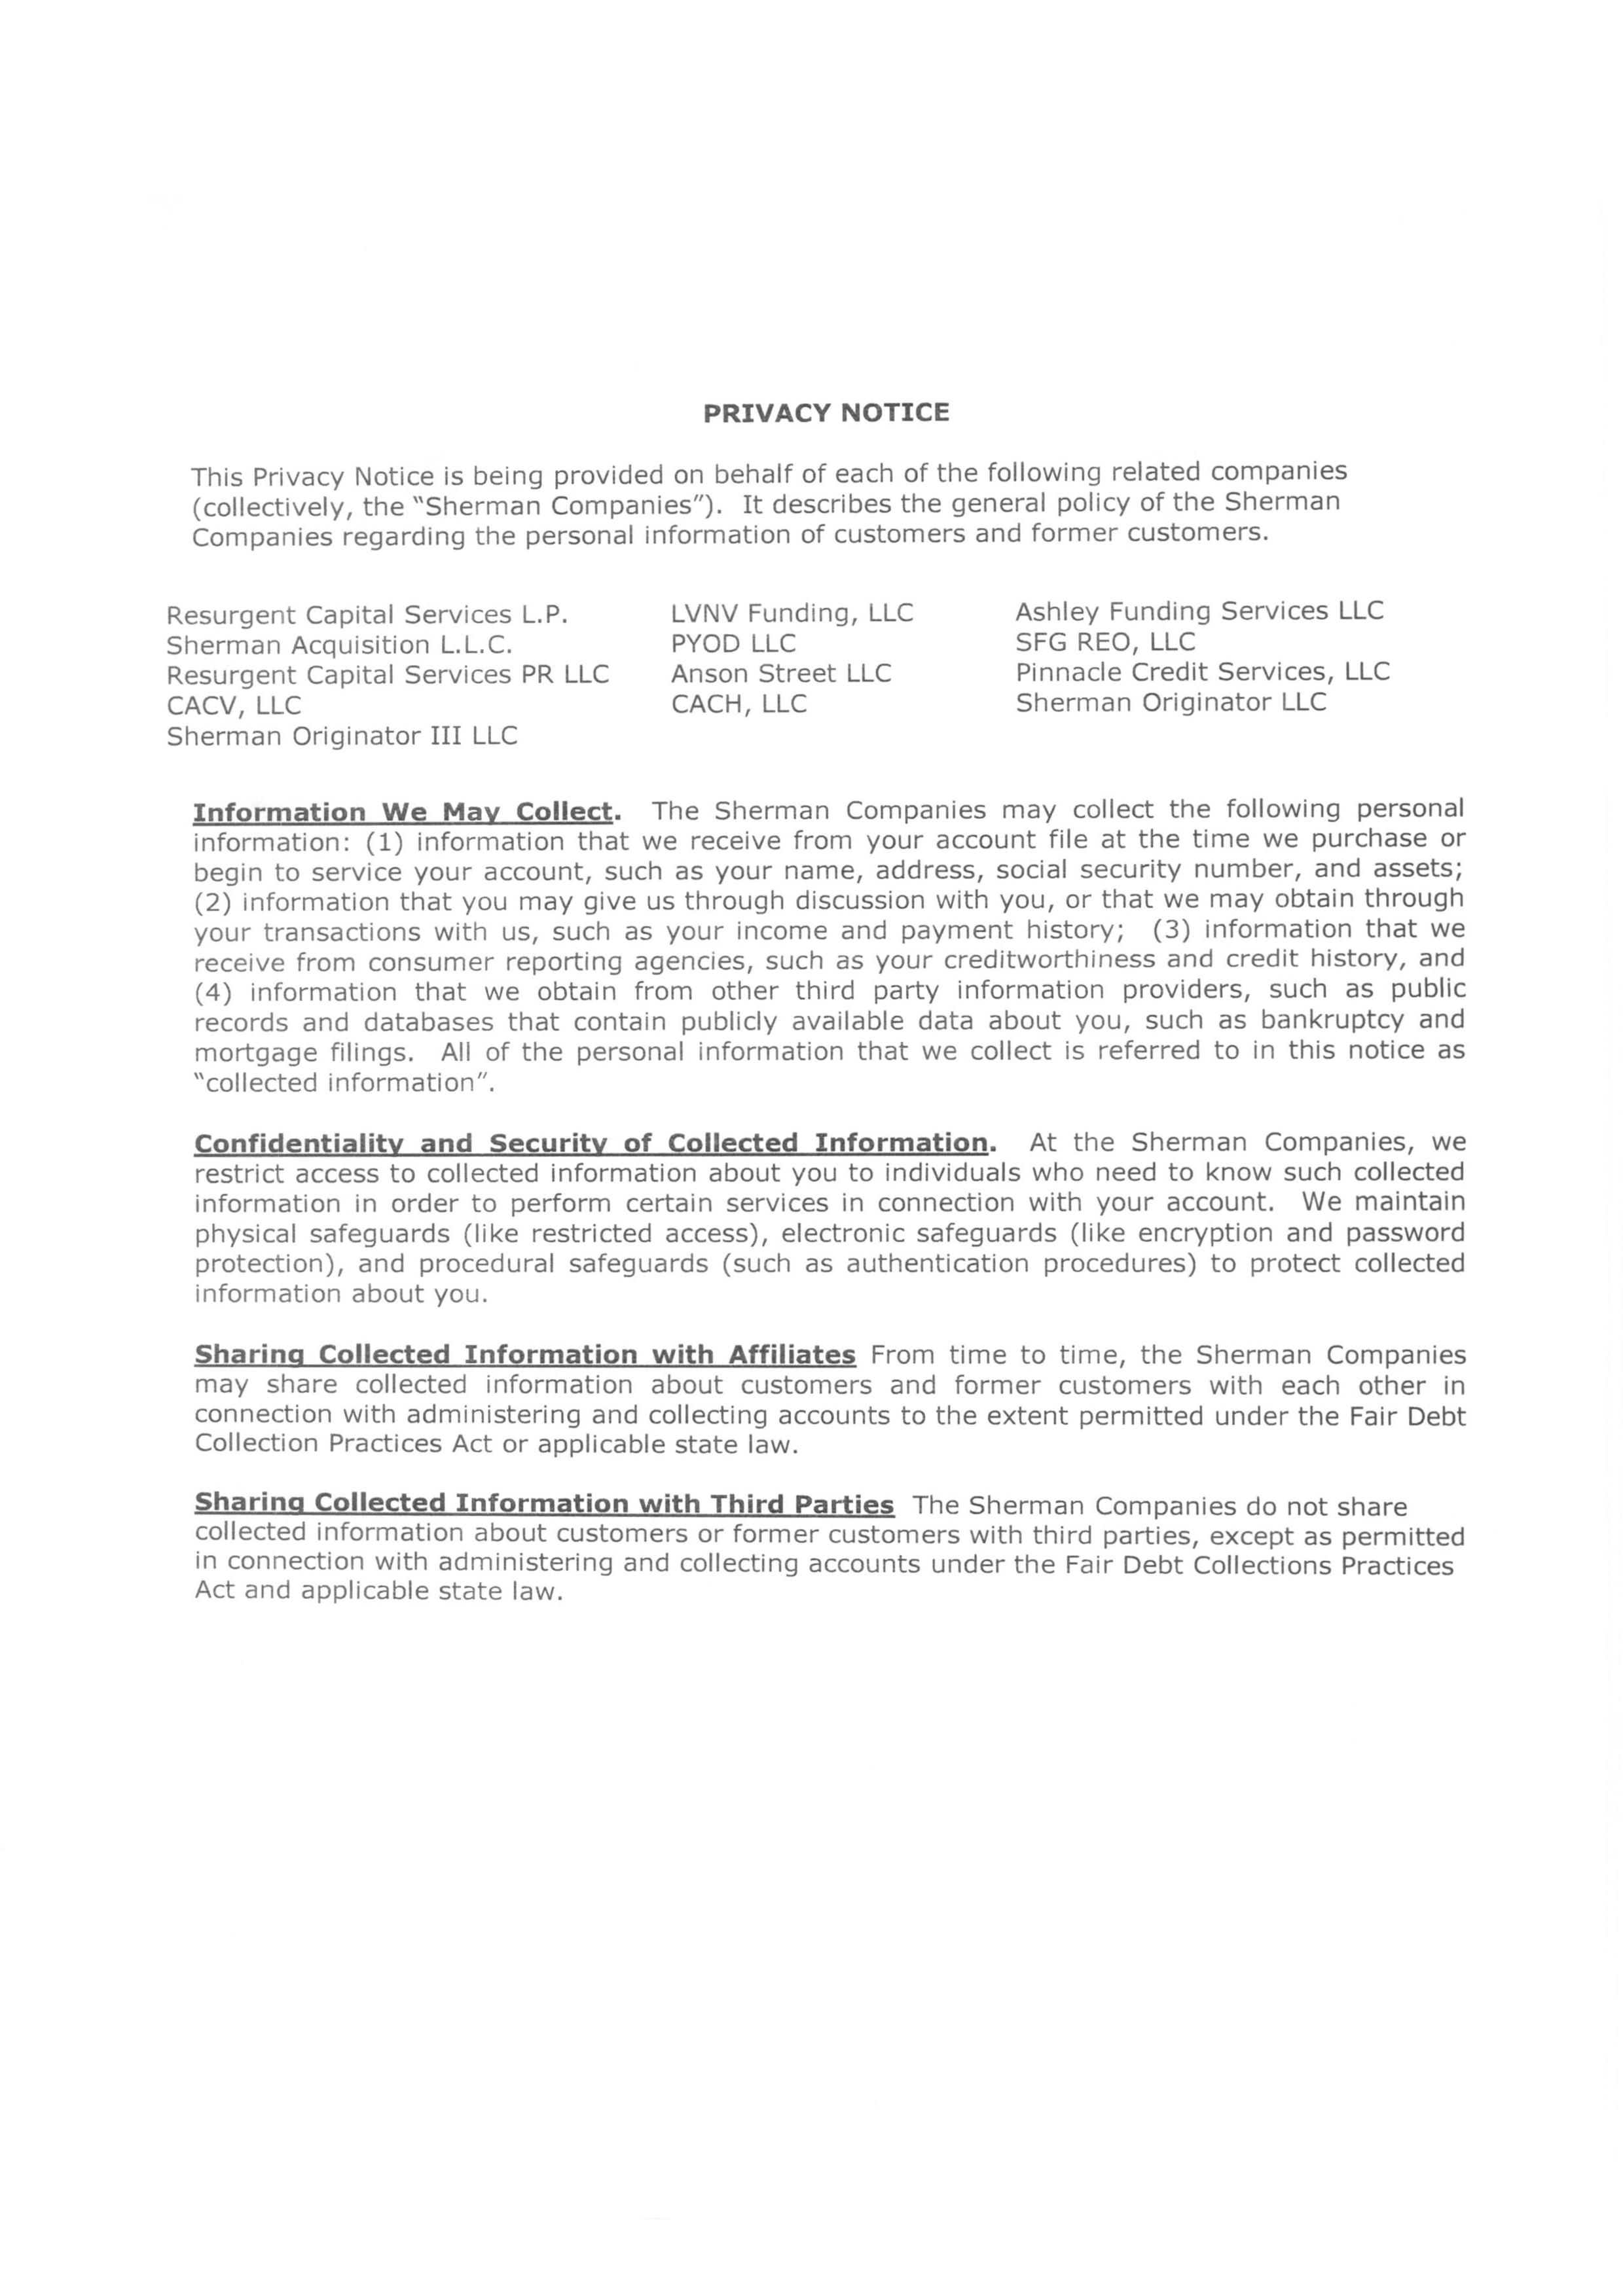 PRIVACY NOTICE
This Privacy Notice is being provided on behalf of each of the following related companies
(collectively, the “Sherman Companies”).  It describes the general policy of the Sherman
Companies regarding the personal information of customers and former customers.
Resurgent Capital Services L.P.
Sherman Acquisition L.L.C.
Resurgent Capital Services PR LLC
CACV, LLC
Sherman Originator III LLC
LVNV Funding, LLC
PYOD LLC
Anson Street LLC
CACH, LLC
Ashley Funding Services LLC
SFG REO, LLC
Pinnacle Credit Services, LLC
Sherman Originator LLC
Information We May Collect.  The Sherman Companies may collect the following personal
information: (1) information that we receive from your account file at the time we purchase or
begin to service your account, such as your name, address, social security number, and assets;
(2) information that you may give us through discussion with you, or that we may obtain through
your transactions with us, such as your income and payment history;  (3) information that we
receive from consumer reporting agencies, such as your creditworthiness and credit history, and
(4) information that we obtain from other third party information providers, such as public
records and databases that contain publicly available data about you, such as bankruptcy and
mortgage filings.  All of the personal information that we collect is referred to in this notice as
“collected information”.
Confidentiality and Security of Collected Information.  At the Sherman Companies, we
restrict access to collected information about you to individuals who need to know such collected
information in order to perform certain services in connection with your account.  We maintain
physical safeguards (like restricted access), electronic safeguards (like encryption and password
protection), and procedural safeguards (such as authentication procedures) to protect collected
information about you.
Sharing Collected Information with Affiliates From time to time, the Sherman Companies
may share collected information about customers and former customers with each other in
connection with administering and collecting accounts to the extent permitted under the Fair Debt
Collection Practices Act or applicable state law.
Sharing Collected Information with Third Parties  The Sherman Companies do not share
collected information about customers or former customers with third parties, except as permitted
in connection with administering and collecting accounts under the Fair Debt Collections Practices
Act and applicable state law.